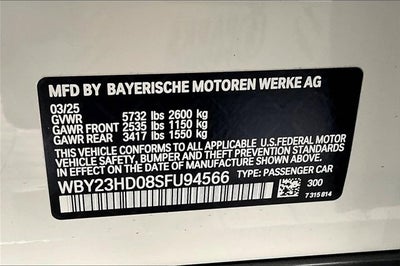 MFD BY BAYERISCHE MOTOREN WERKE AG
03/25
GVWR 5732 lbs 2600 kg
GAWR FRONT 2535 lbs 1150 kg
GAWR REAR 3417 lbs 1550 kg
THIS VEHICLE CONFORMS TO ALL APPLICABLE U.S.FEDERAL MOTOR
VEHICLE SAFETY, BUMPER AND THEFT PREVENTION STANDARDS
IN EFFECT ON THE DATE OF MANUFACTURE SHOWN ABOVE.
WBY23HD08SFU94566 TYPE: PASSENGER CAR
300
7 315 814